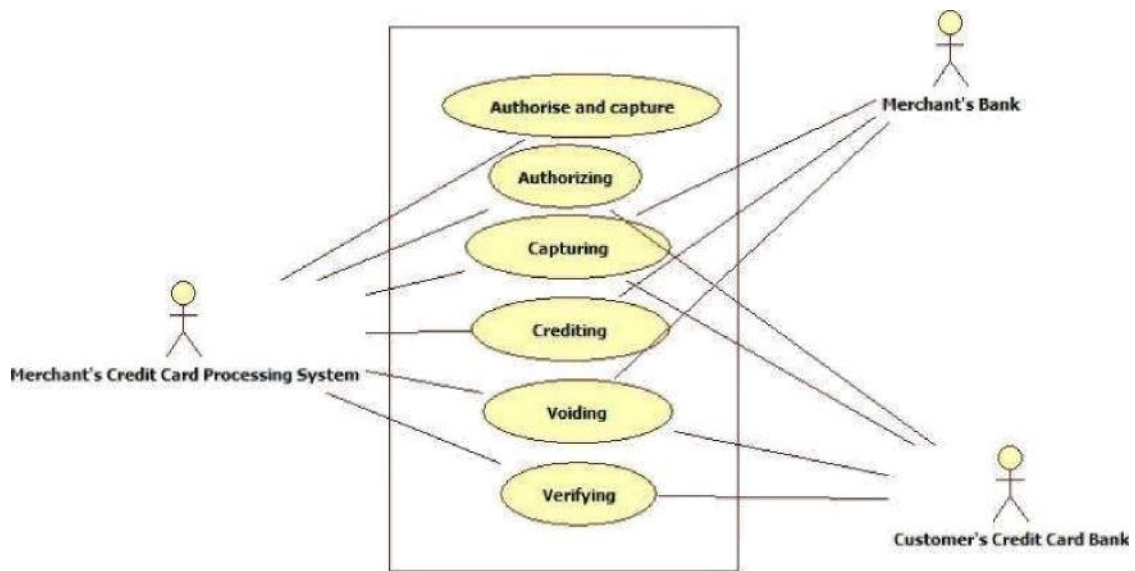 Merchant's Bank
Authorise and capture
Authorizing
Capturing
Crediting
Merchant's Credit Card Processing System
Voiding
Verifying
Customer's Credit Card Bank